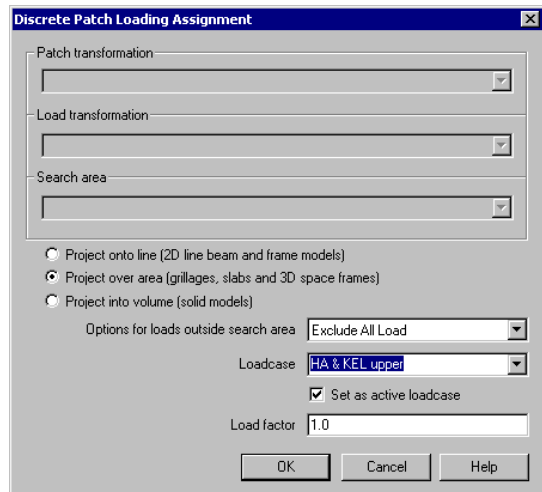 Discrete Patch Loading Assignment
Patch transformation
Load transformation
Search area
Project onto line (2D line beam and frame models)
Project over area (grillages, slabs and 3D space frames)
Project into volume (solid models)
Options for loads outside search area Exclude All Load
Loadcase HA & KEL upper
Set as active loadcase
Load factor 1.0
OK Cancel Help